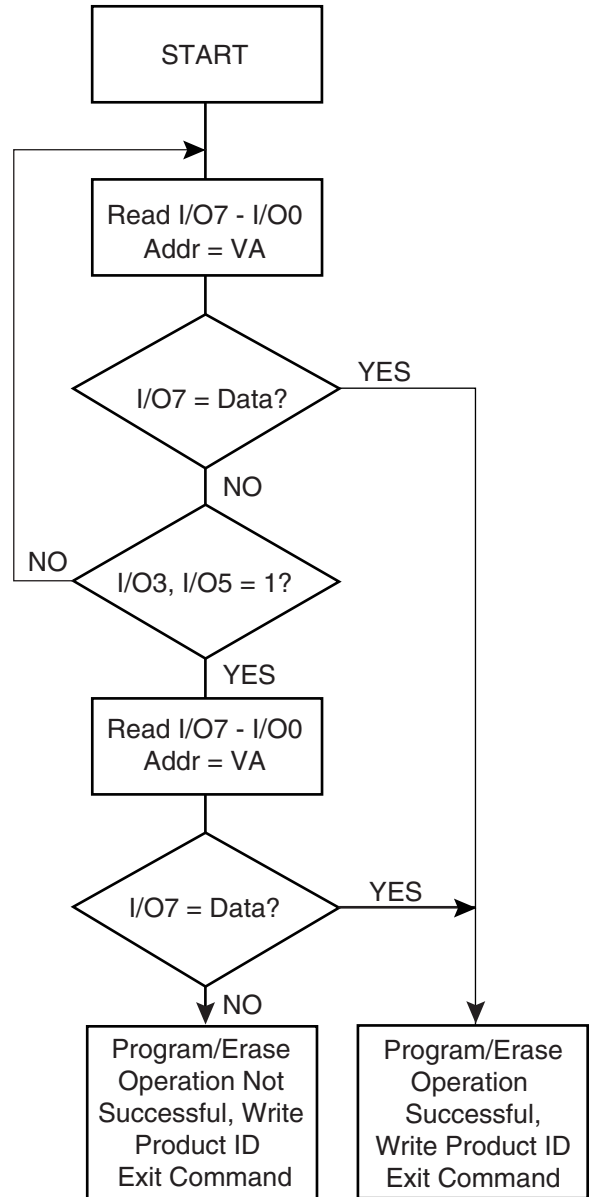 START
Read I/O7 - I/O0
Addr = VA
I/O7 = Data?
YES
NO
NO
I/O3, I/O5 = 1?
YES
Read I/O7 - I/O0
Addr = VA
I/O7 = Data?
YES
NO
Program/Erase
Operation Not
Successful, Write
Product ID
Exit Command
Program/Erase
Operation
Successful,
Write Product ID
Exit Command